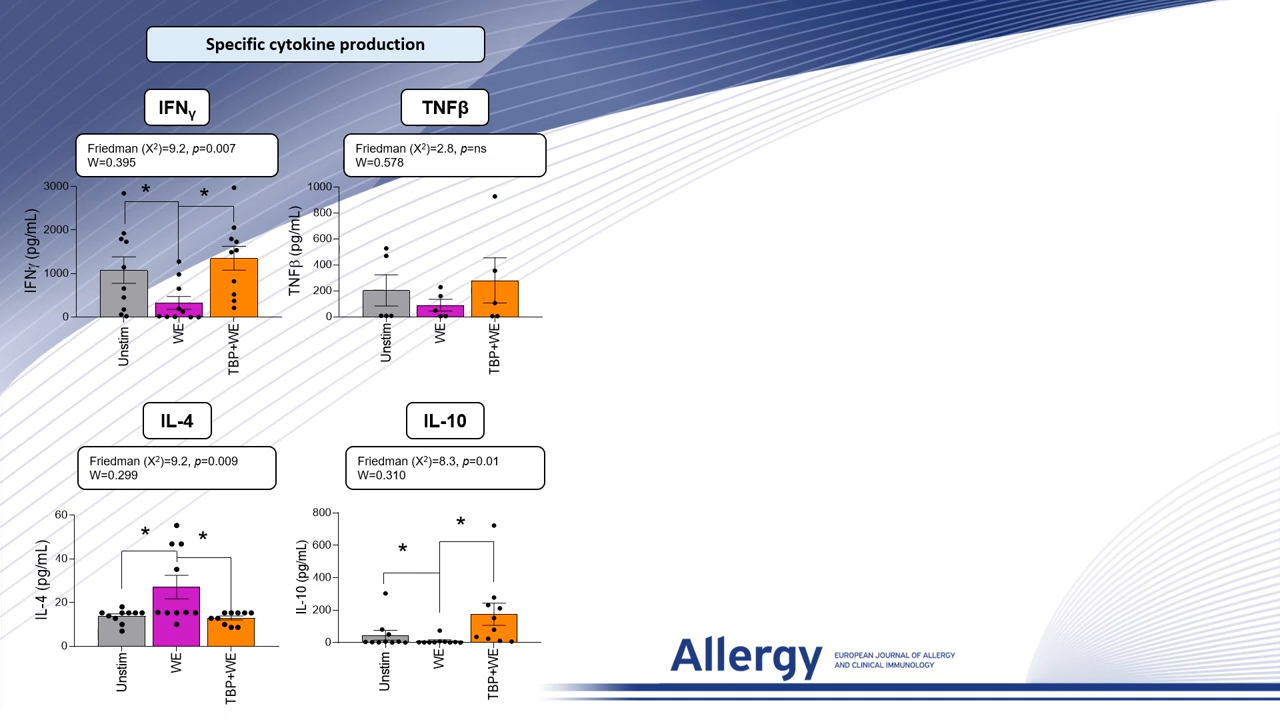 Specific cytokine production
IFNγ
Friedman (X²)=9.2, p=0.007
W=0.395
IFNγ (pg/mL)
3000
2000
1000
0
*
*
Unstim
WE
TBP+WE
TNFβ
Friedman (X²)=2.8, p=ns
W=0.578
TNFβ (pg/mL)
1000
800
600
400
200
0
Unstim
WE
TBP+WE
IL-4
Friedman (X²)=9.2, p=0.009
W=0.299
IL-4 (pg/mL)
60
40
20
0
*
*
Unstim
WE
TBP+WE
IL-10
Friedman (X²)=8.3, p=0.01
W=0.310
IL-10 (pg/mL)
800
600
400
200
0
*
*
Unstim
WE
TBP+WE
Allergy
EUROPEAN JOURNAL OF ALLERGY
AND CLINICAL IMMUNOLOGY